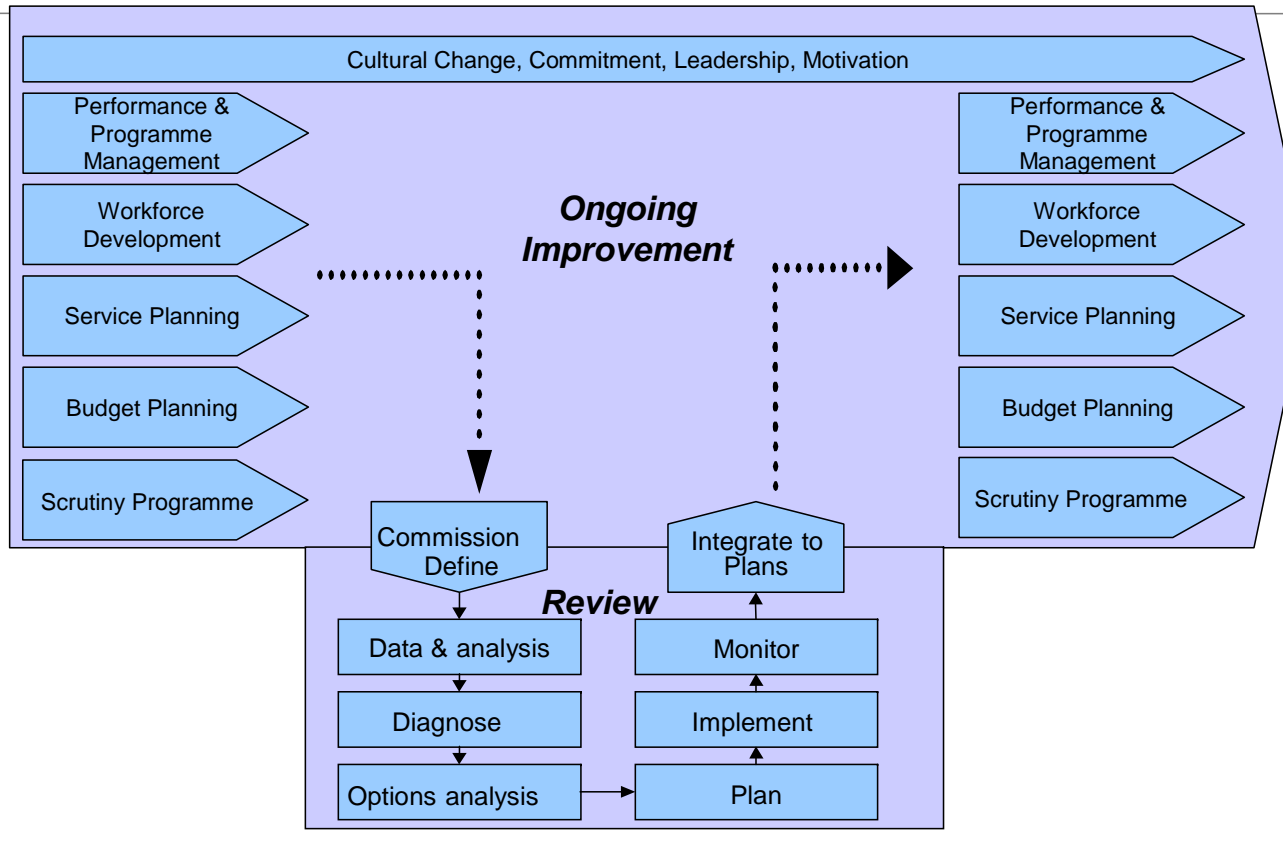 Cultural Change, Commitment, Leadership, Motivation
Performance &
Programme
Management
Workforce
Development
Service Planning
Budget Planning
Scrutiny Programme
Ongoing
Improvement
Performance &
Programme
Management
Workforce
Development
Service Planning
Budget Planning
Scrutiny Programme
Commission
Define
Review
Data & analysis
Diagnose
Options analysis
Plan
Implement
Monitor
Integrate to
Plans